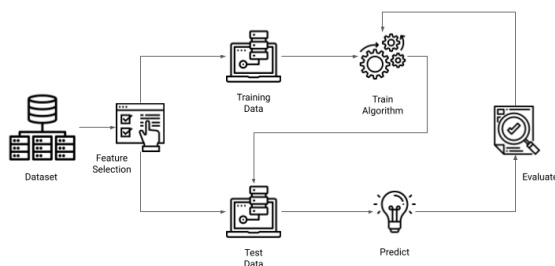 Training
Data
Train
Algorithm
Dataset
Feature
Selection
Evaluate
Test
Data
Predict